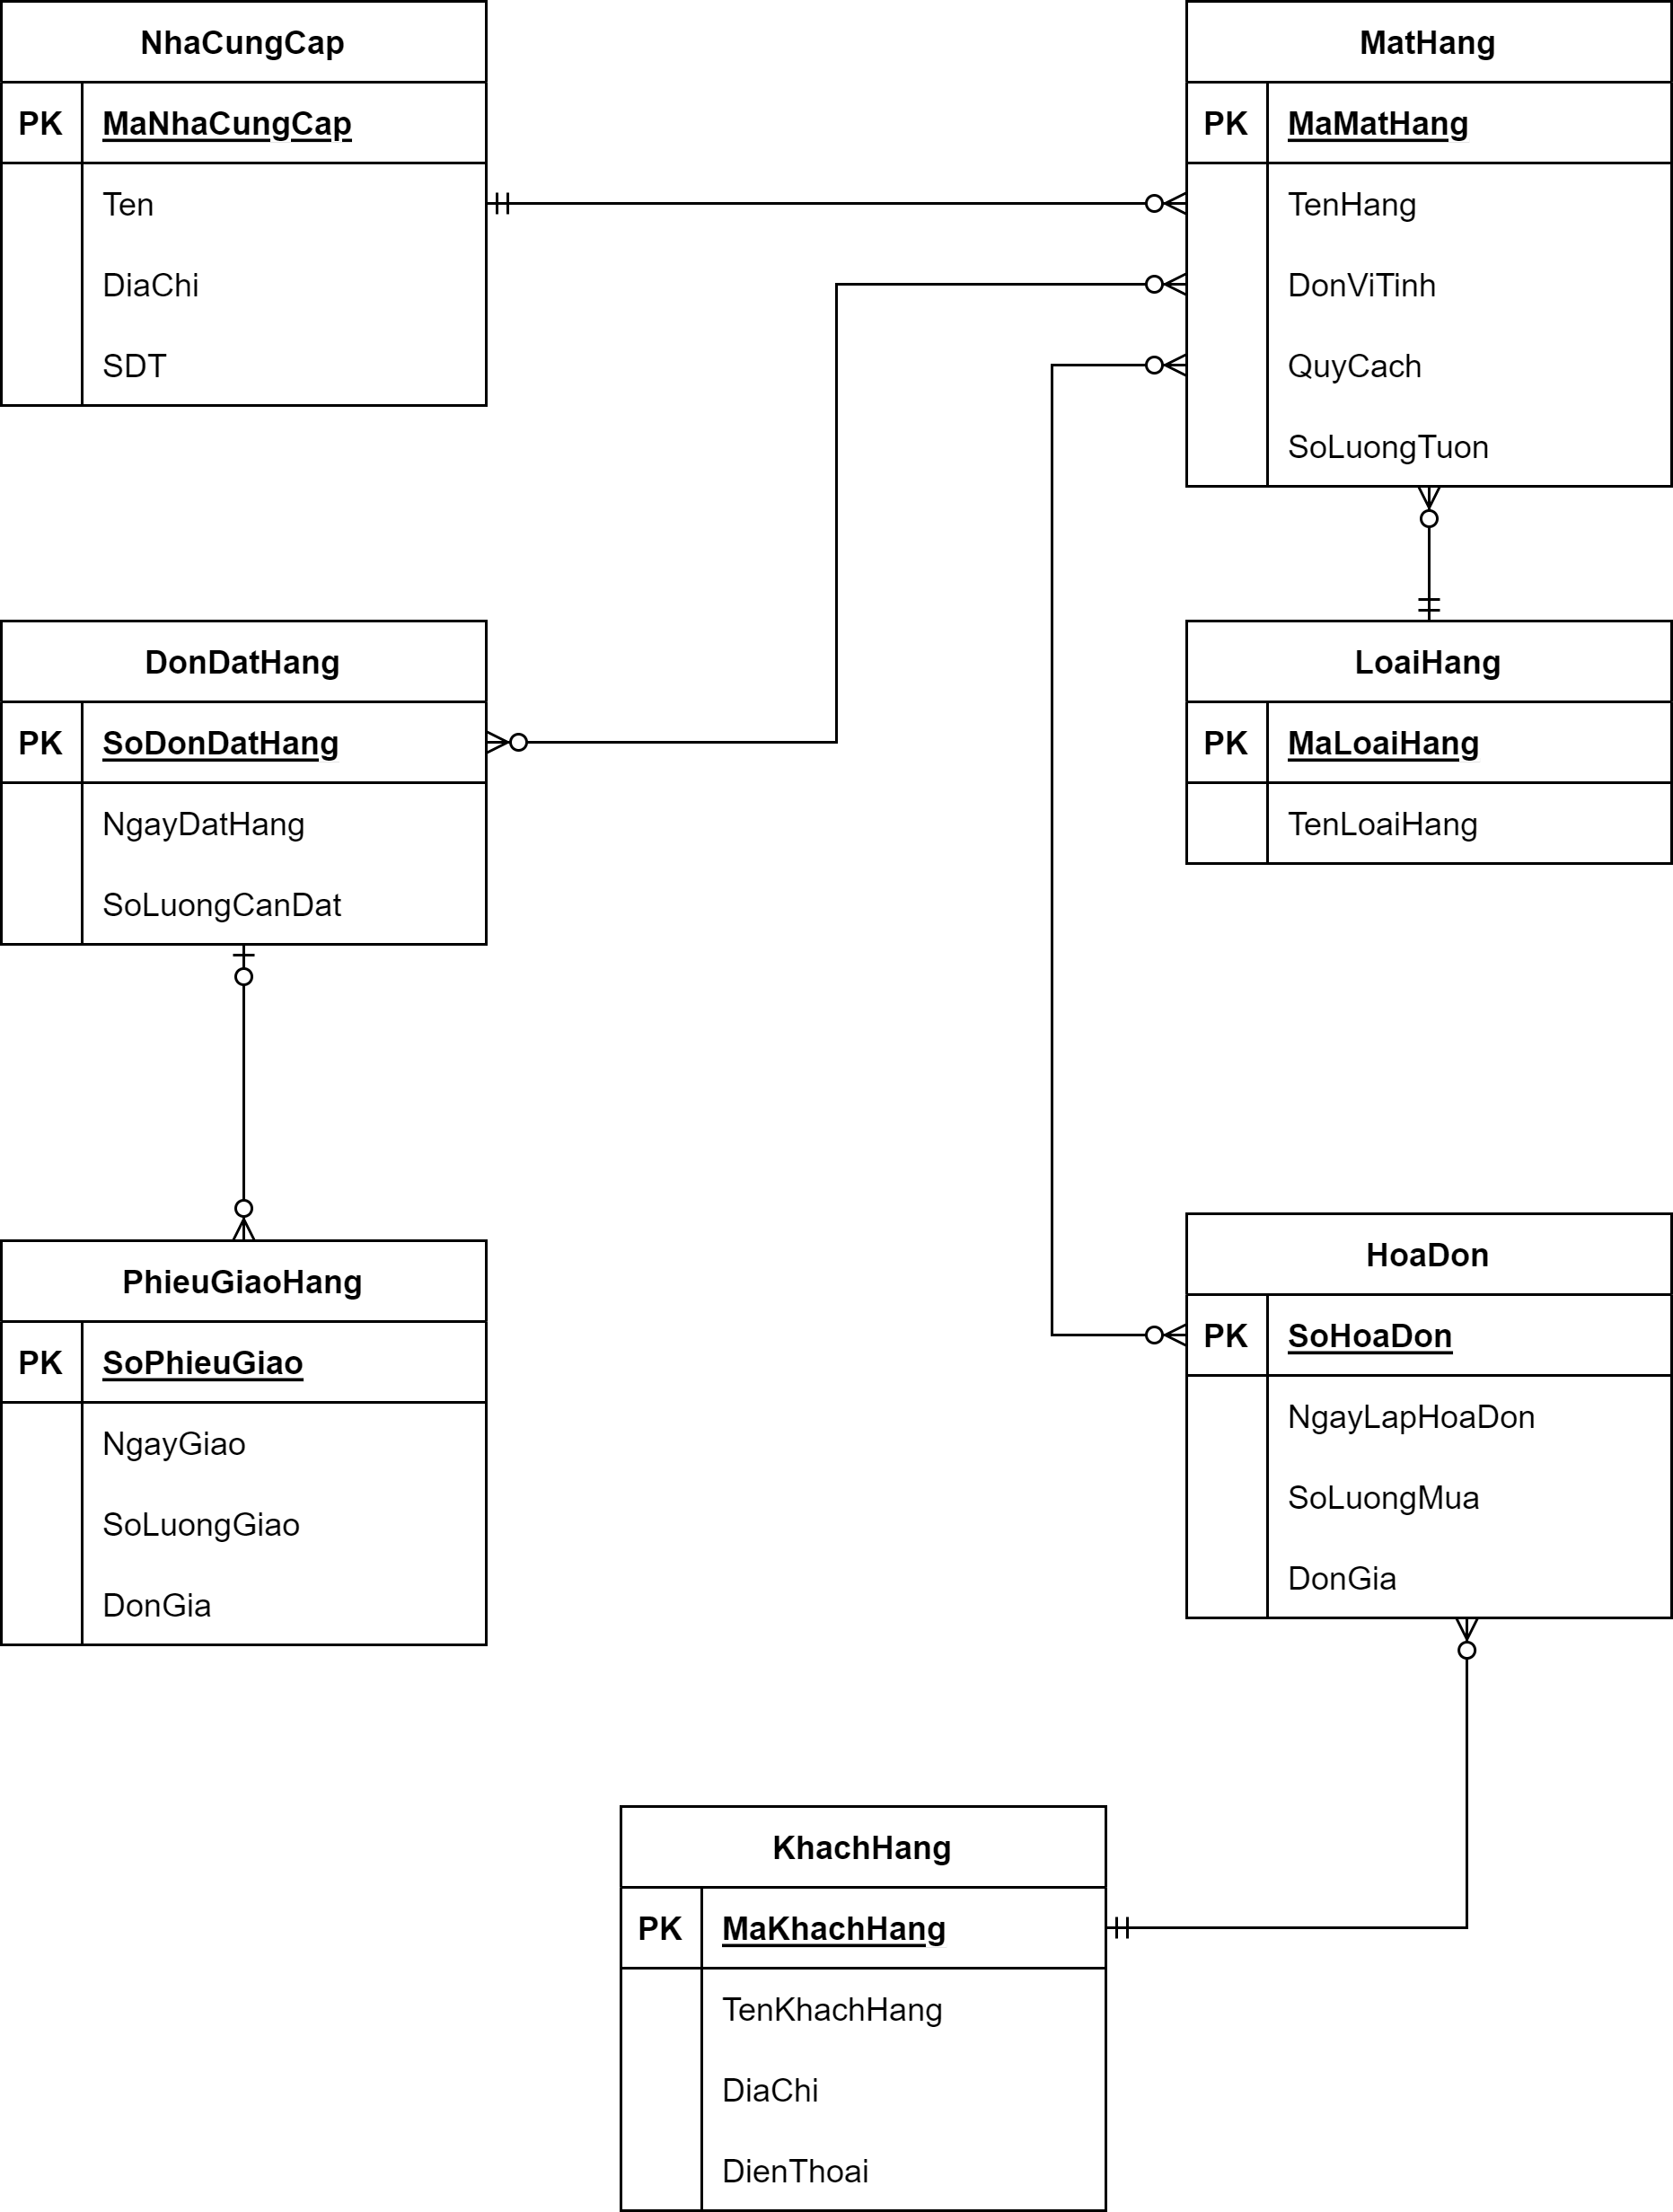 NhaCungCap
PK MaNhaCungCap
Ten
DiaChi
SDT
MatHang
PK MaMatHang
TenHang
DonViTinh
QuyCach
SoLuongTuon
DonDatHang
PK SoDonDatHang
NgayDatHang
SoLuongCanDat
LoaiHang
PK MaLoaiHang
TenLoaiHang
PhieuGiaoHang
PK SoPhieuGiao
NgayGiao
SoLuongGiao
DonGia
HoaDon
PK SoHoaDon
NgayLapHoaDon
SoLuongMua
DonGia
KhachHang
PK MaKhachHang
TenKhachHang
DiaChi
DienThoai